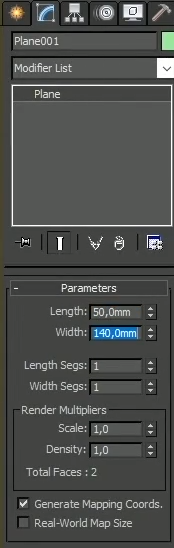 Plane001
Modifier List
Plane
- Parameters
Length: 50,0mm
Width: 140,0mm
Length Segs: 1
Width Segs: 1
Render Multipliers
Scale: 1,0
Density: 1,0
Total Faces : 2
Generate Mapping Coords.
Real-World Map Size